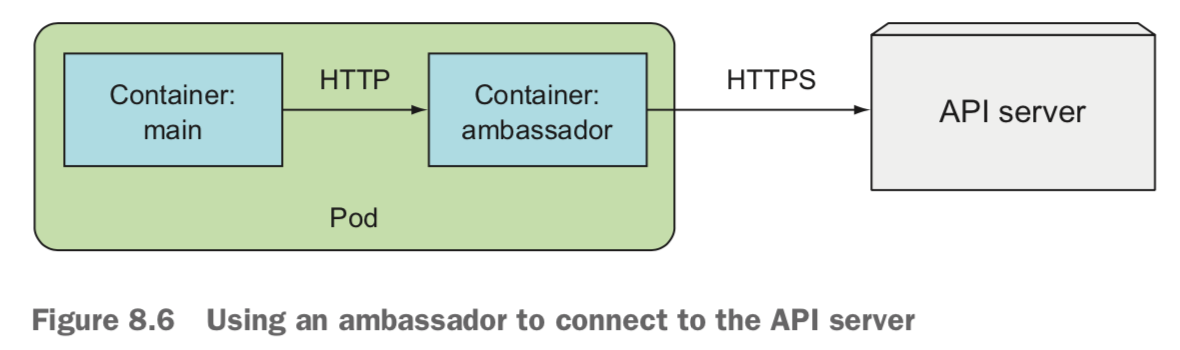 Container:
main
HTTP
Container:
ambassador
HTTPS
API server
Pod
Figure 8.6 Using an ambassador to connect to the API server